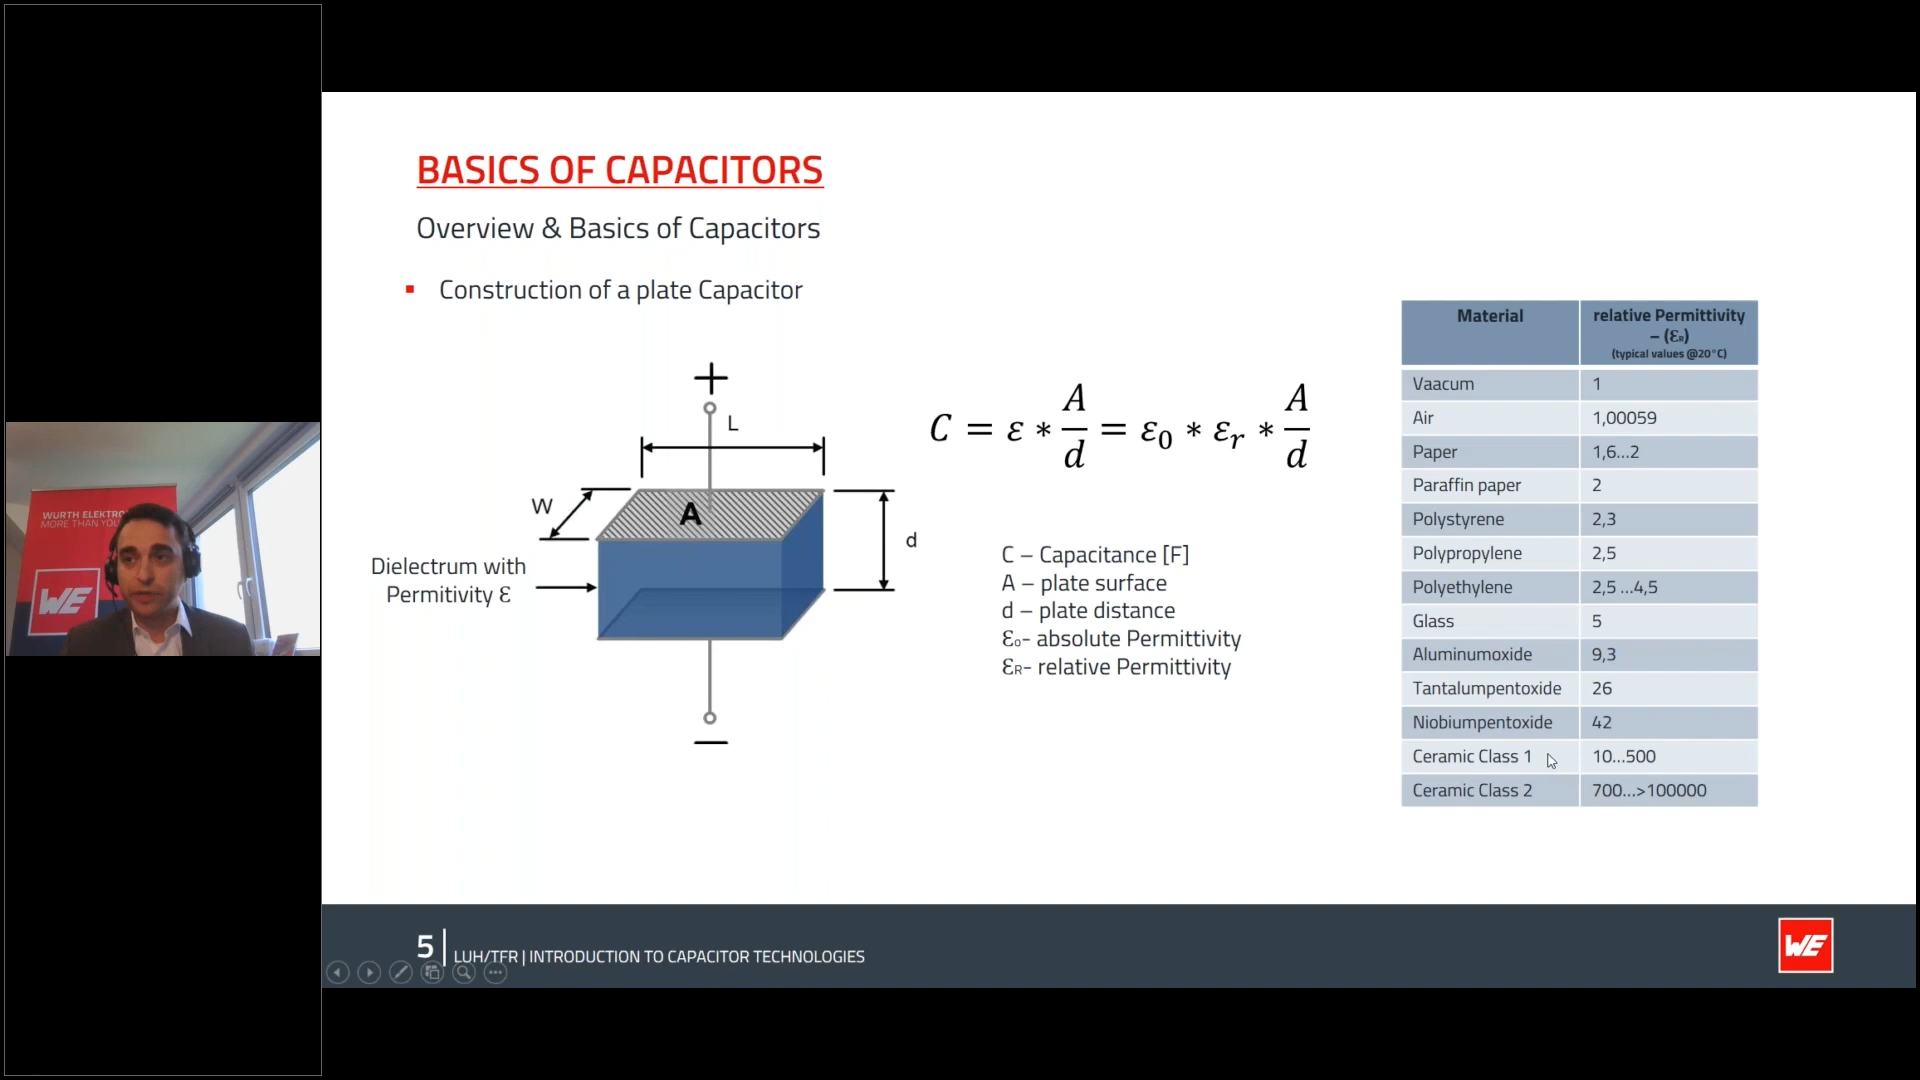 BASICS OF CAPACITORS
Overview & Basics of Capacitors
▪ Construction of a plate Capacitor
+
L
W
A
d
Dielectrum with
Permitivity Ɛ
−
C = ε * A/d = ε₀ * εᵣ * A/d
C – Capacitance [F]
A – plate surface
d – plate distance
Ɛ₀- absolute Permittivity
ƐR- relative Permittivity
Material relative Permittivity
– (ƐR)
(typical values @20°C)
Vaacum 1
Air 1,00059
Paper 1,6...2
Paraffin paper 2
Polystyrene 2,3
Polypropylene 2,5
Polyethylene 2,5 ...4,5
Glass 5
Aluminumoxide 9,3
Tantalumpentoxide 26
Niobiumpentoxide 42
Ceramic Class 1 10...500
Ceramic Class 2 700...>100000
WURTH ELEKTRO
MORE THAN YOU
WE
5 | LUH/TFR | INTRODUCTION TO CAPACITOR TECHNOLOGIES
WE